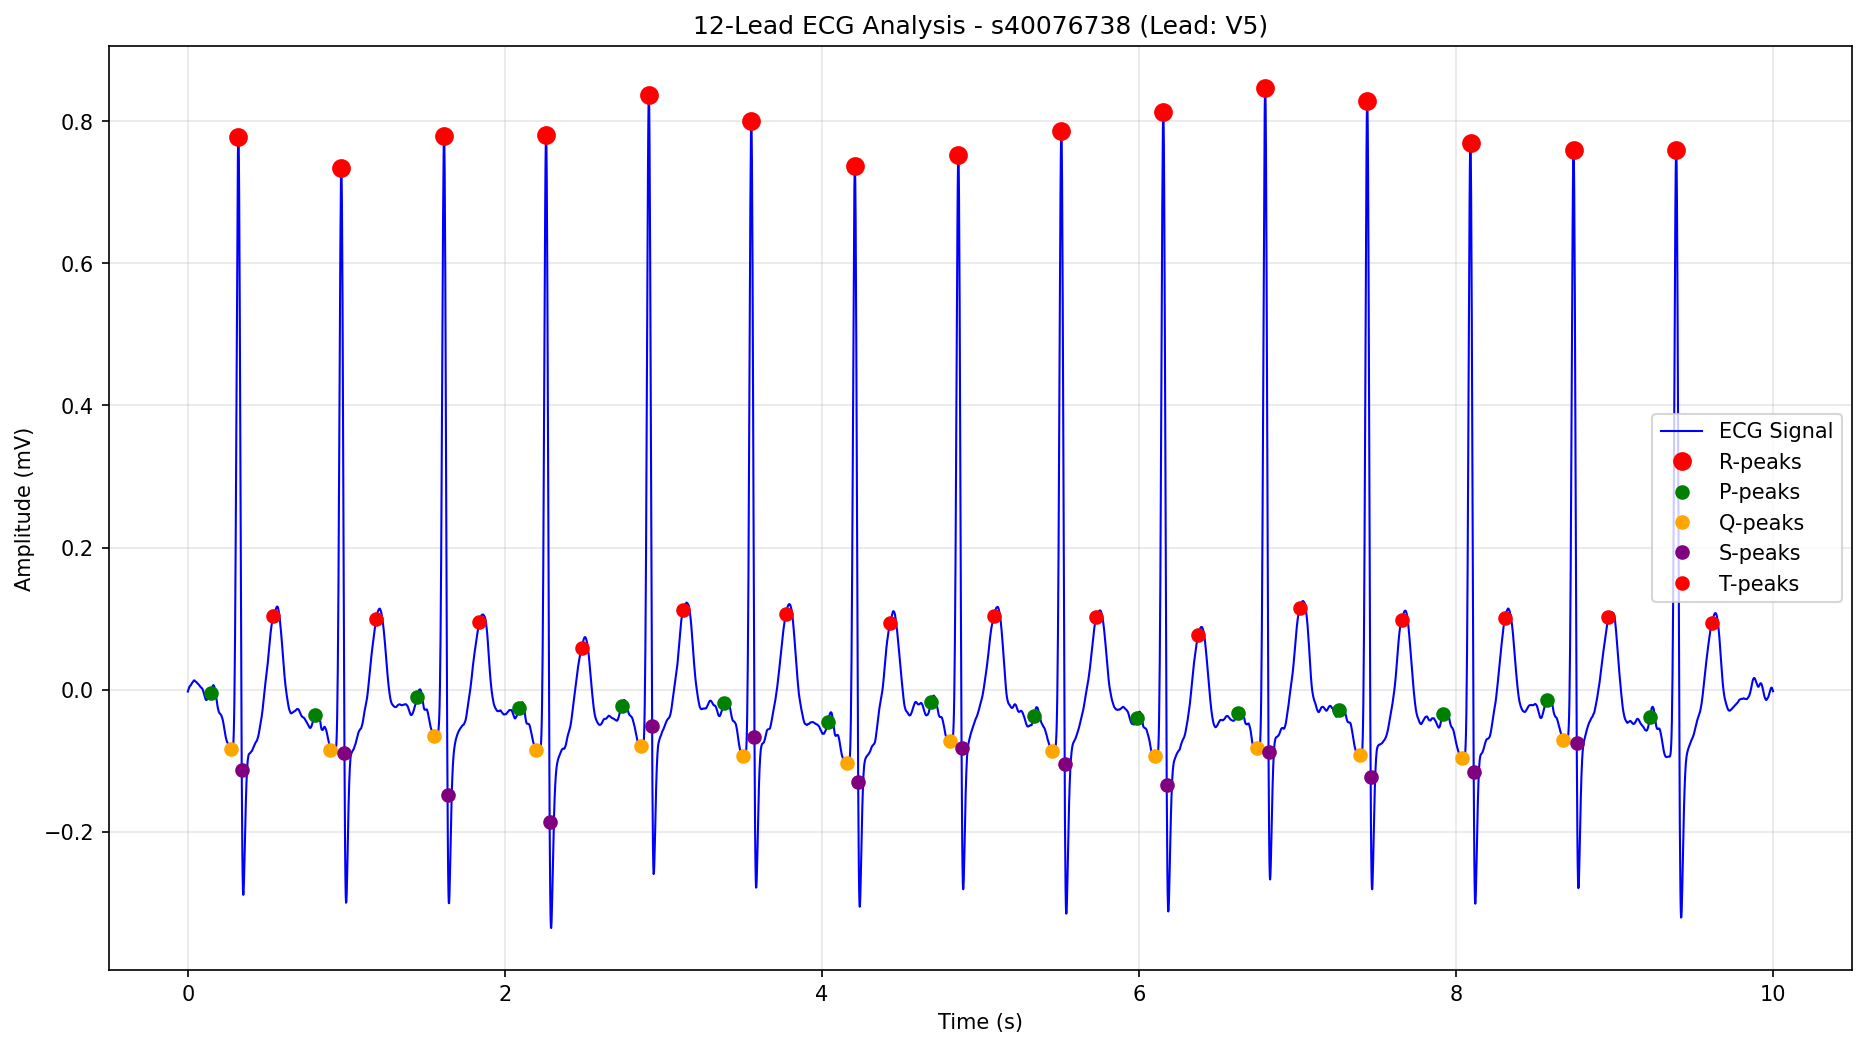 12-Lead ECG Analysis - s40076738 (Lead: V5)
Amplitude (mV)
0.8
0.6
0.4
0.2
0.0
−0.2
ECG Signal
R-peaks
P-peaks
Q-peaks
S-peaks
T-peaks
0 2 4 6 8 10
Time (s)